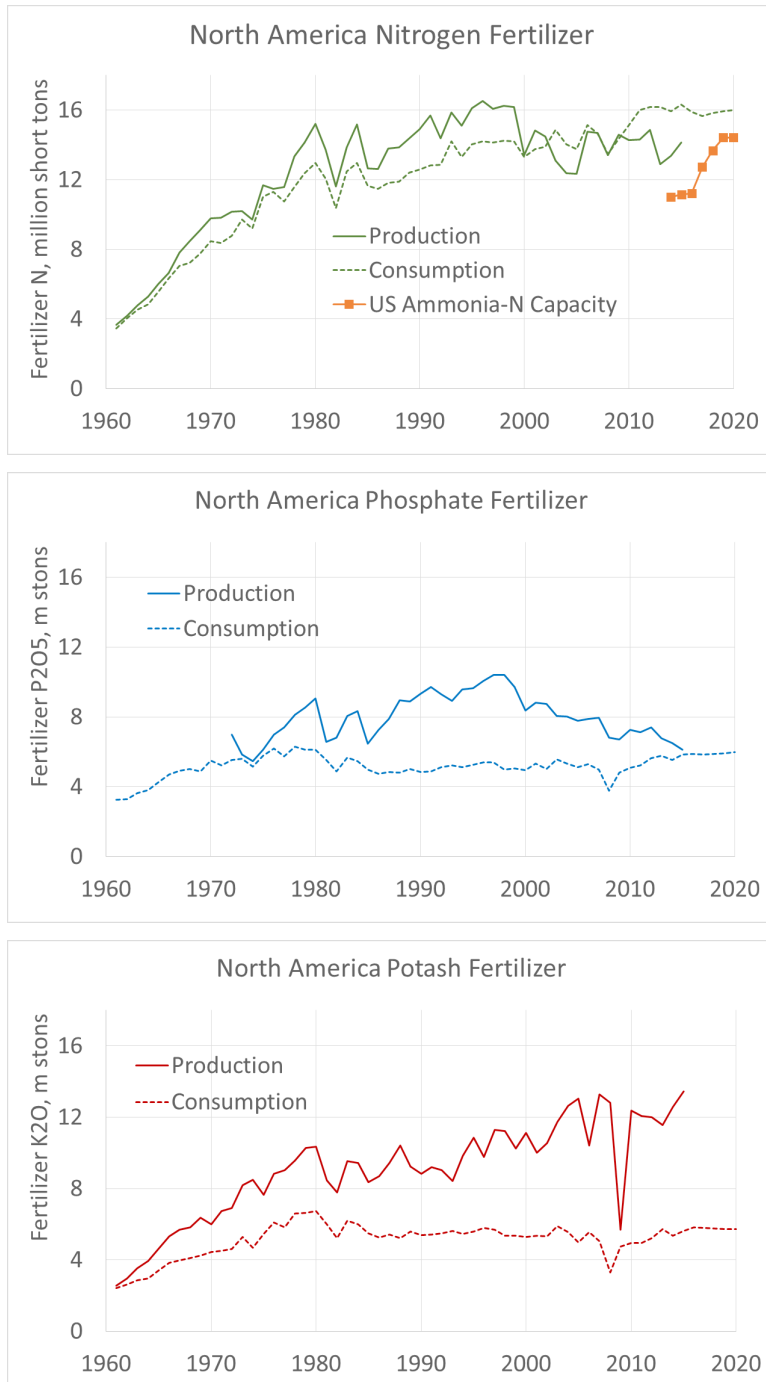 North America Nitrogen Fertilizer
Fertilizer N, million short tons
16
12
8
4
0
Production
Consumption
US Ammonia-N Capacity
1960 1970 1980 1990 2000 2010 2020
North America Phosphate Fertilizer
Fertilizer P2O5, m stons
16
12
8
4
0
Production
Consumption
1960 1970 1980 1990 2000 2010 2020
North America Potash Fertilizer
Fertilizer K2O, m stons
16
12
8
4
0
Production
Consumption
1960 1970 1980 1990 2000 2010 2020